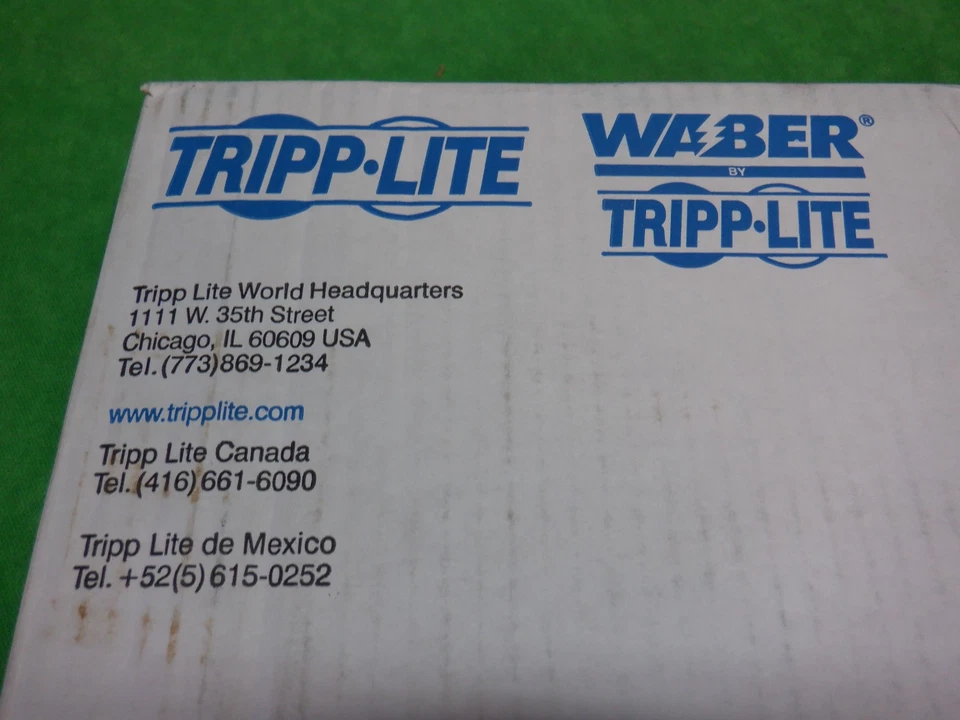 TRIPP·LITE
WABER®
BY
TRIPP·LITE
Tripp Lite World Headquarters
1111 W. 35th Street
Chicago, IL 60609 USA
Tel. (773)869-1234
www.tripplite.com
Tripp Lite Canada
Tel. (416)661-6090
Tripp Lite de Mexico
Tel. +52(5)615-0252